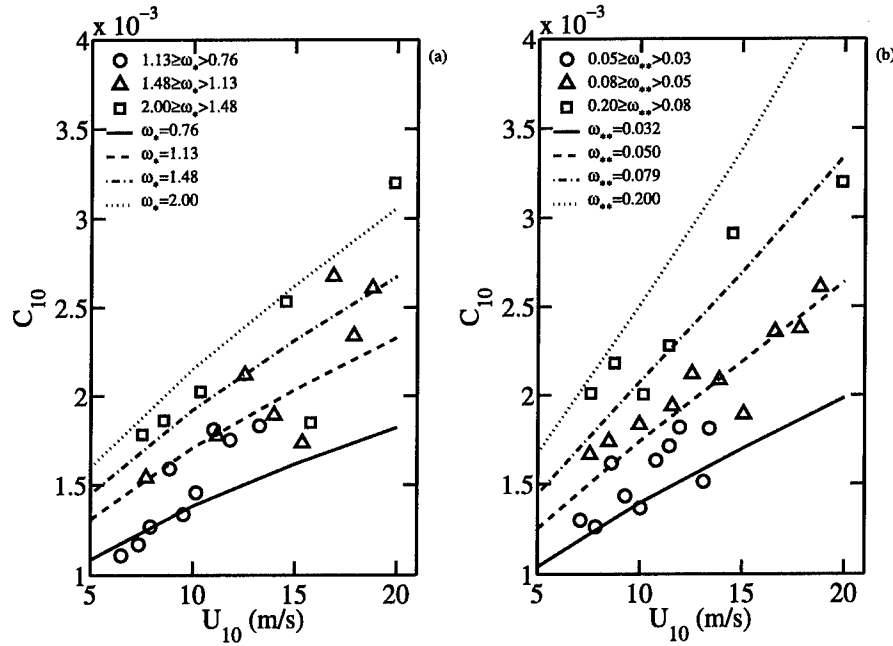 x 10⁻³
(a)
4
3.5
3
2.5
2
1.5
1
C₁₀
1.13≥ω*>0.76
1.48≥ω*>1.13
2.00≥ω*>1.48
ω*=0.76
ω*=1.13
ω*=1.48
ω*=2.00
5 10 15 20
U₁₀ (m/s)
x 10⁻³
(b)
4
3.5
3
2.5
2
1.5
1
C₁₀
0.05≥ω**>0.03
0.08≥ω**>0.05
0.20≥ω**>0.08
ω**=0.032
ω**=0.050
ω**=0.079
ω**=0.200
5 10 15 20
U₁₀ (m/s)